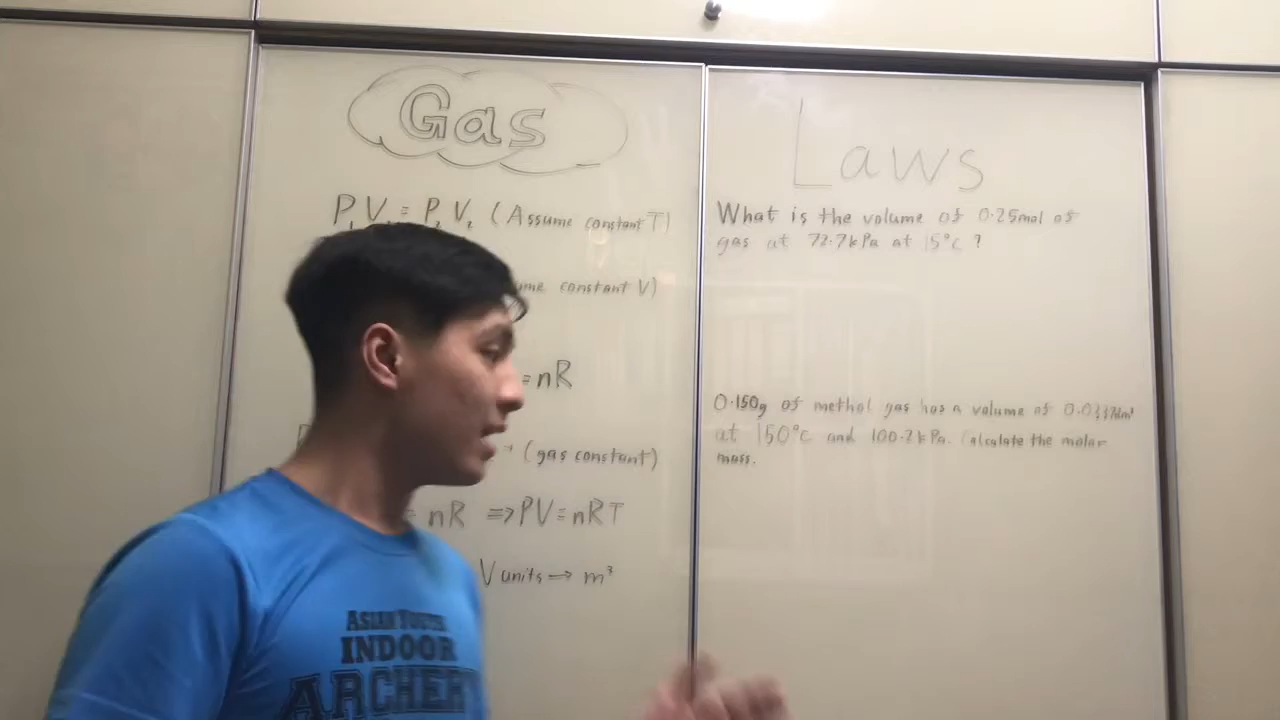 Gas
Laws
P₁V₁ = P₂V₂ (Assume constant T)
constant V)
= nR
(gas constant)
= nR ⇒ PV = nRT
V units → m³
What is the volume of 0.25mol of
gas at 72.7kPa at 15°C ?
0.150g of methol gas has a volume of
at 150°C and 100.2kPa. Calculate the molar
mass.
ASIAN YOUTH
INDOOR
ARCHERY